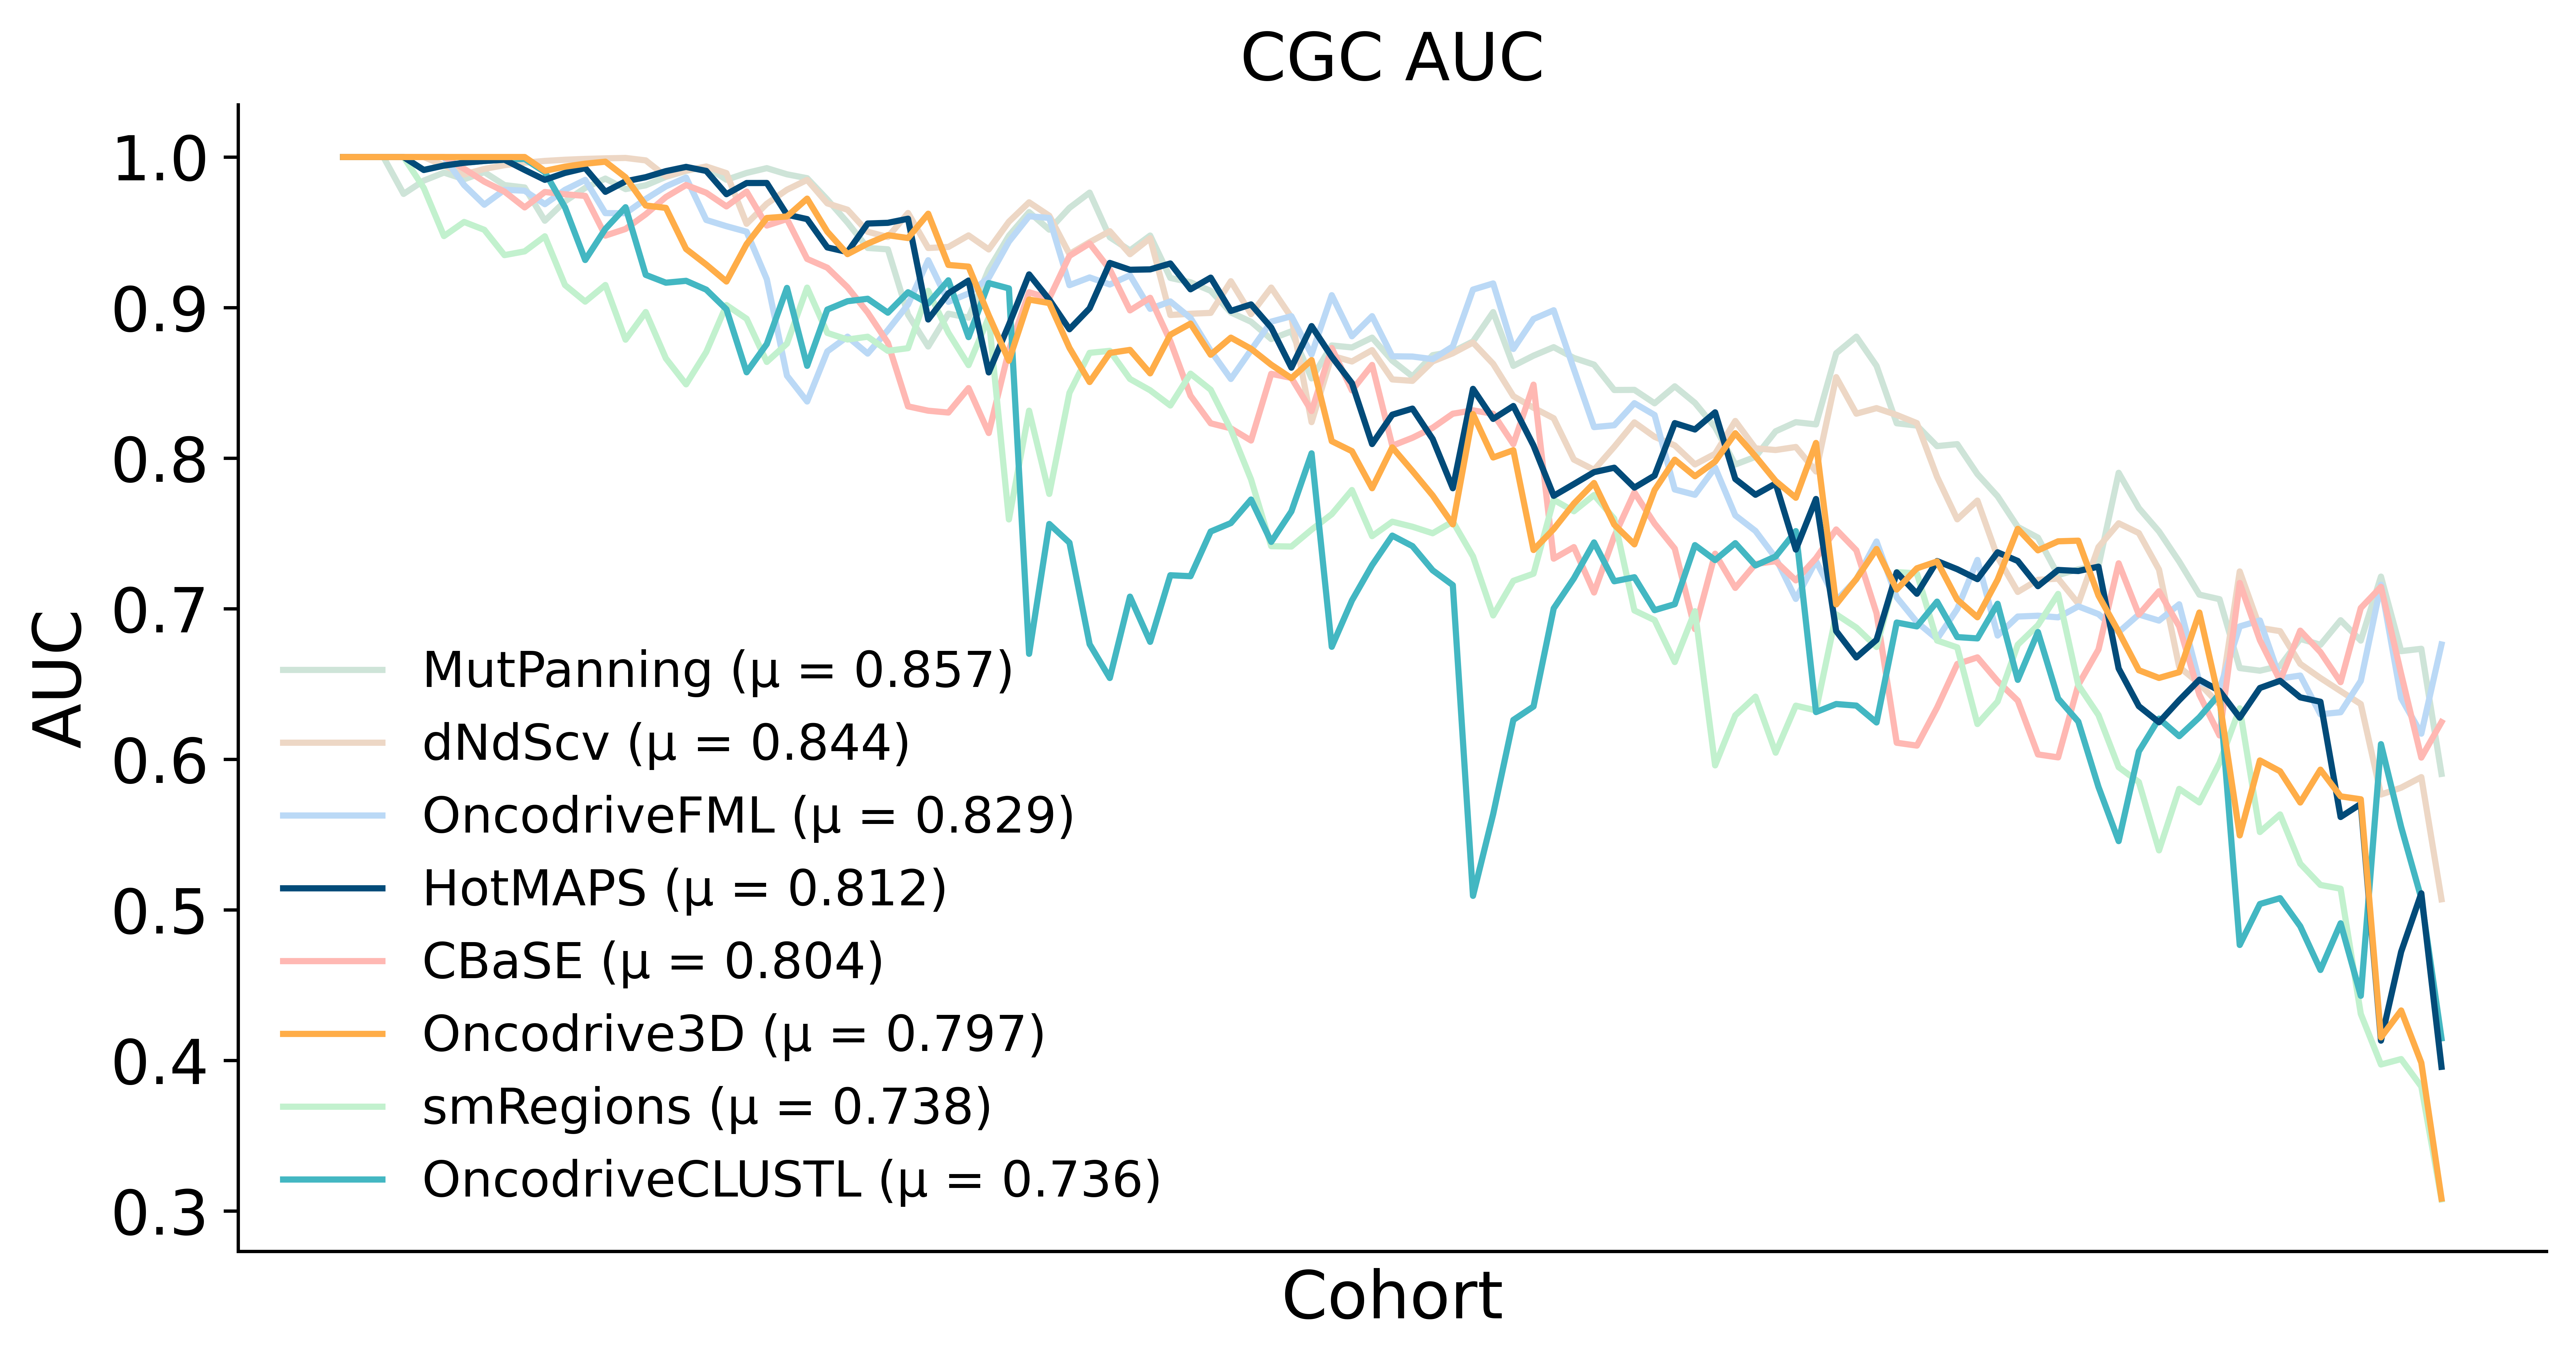 CGC AUC
1.0
0.9
0.8
0.7
0.6
0.5
0.4
0.3
AUC
MutPanning (μ = 0.857)
dNdScv (μ = 0.844)
OncodriveFML (μ = 0.829)
HotMAPS (μ = 0.812)
CBaSE (μ = 0.804)
Oncodrive3D (μ = 0.797)
smRegions (μ = 0.738)
OncodriveCLUSTL (μ = 0.736)
Cohort